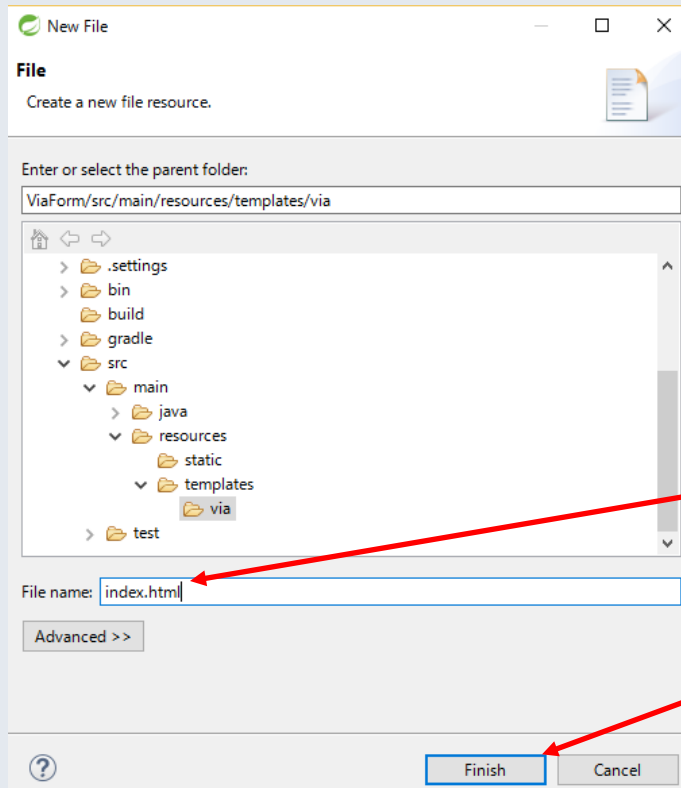 New File
File
Create a new file resource.
Enter or select the parent folder:
ViaForm/src/main/resources/templates/via
.settings
bin
build
gradle
src
main
java
resources
static
templates
via
test
File name: index.html
Advanced >>
Finish Cancel